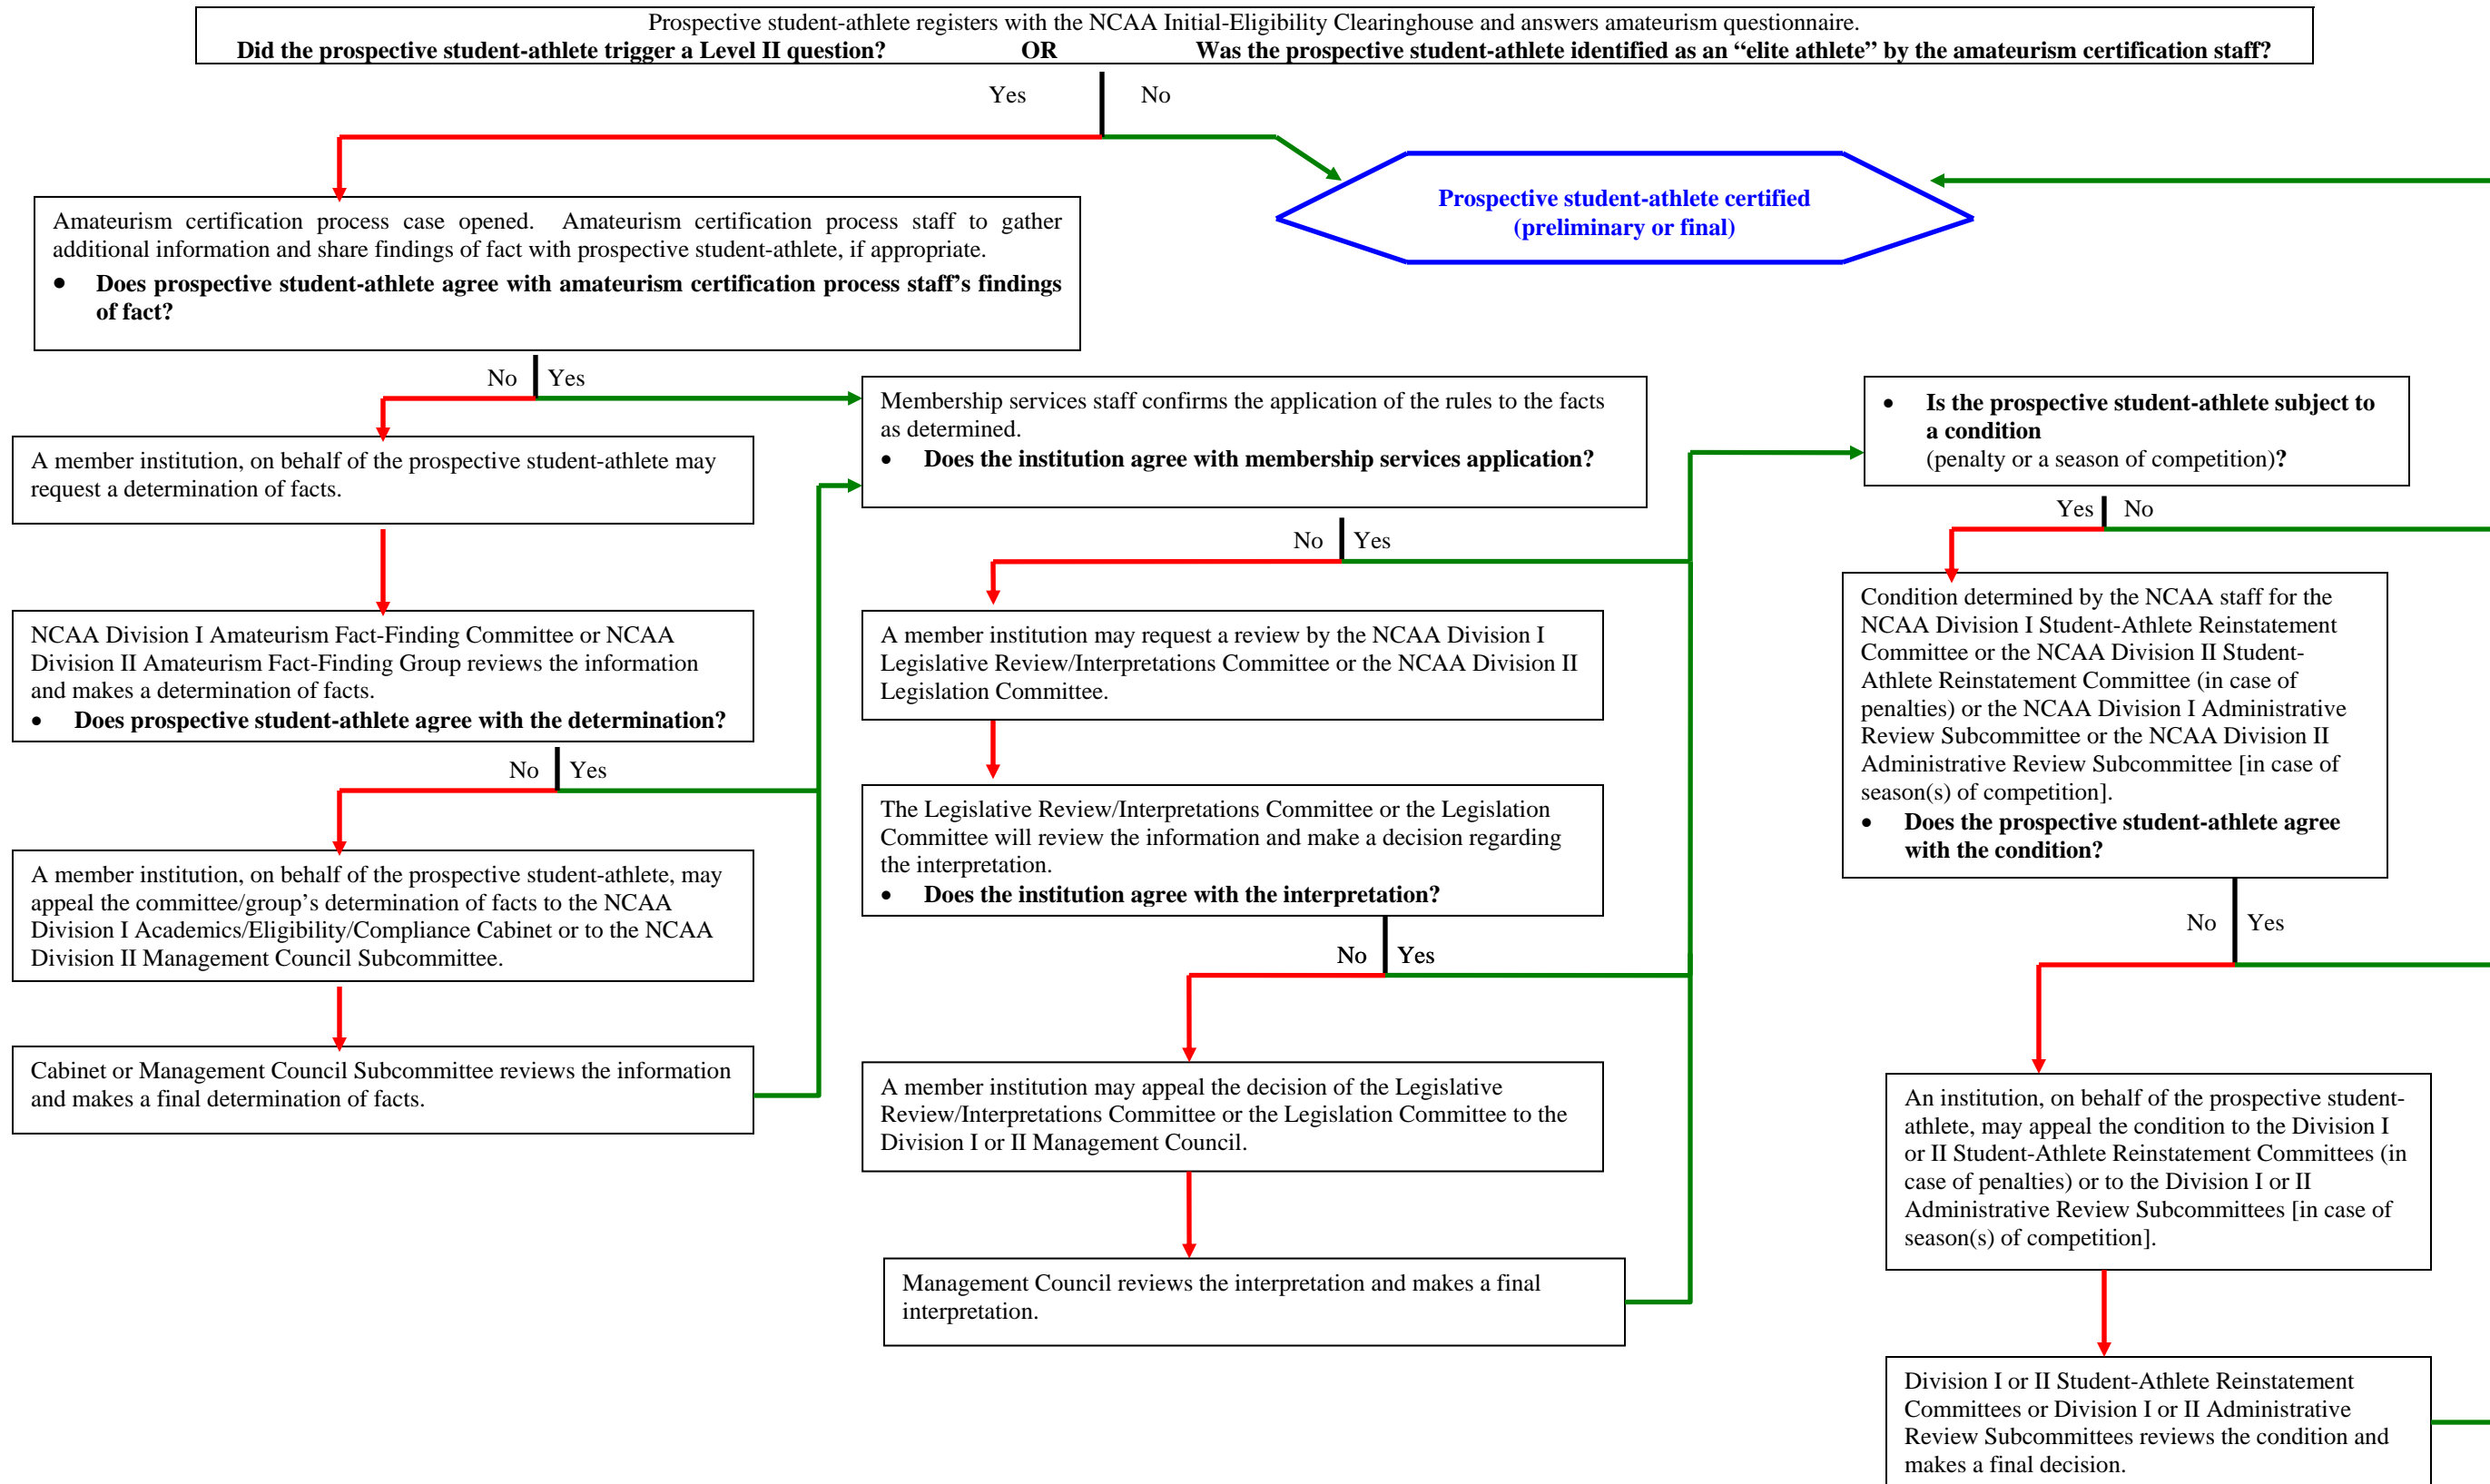 Prospective student-athlete registers with the NCAA Initial-Eligibility Clearinghouse and answers amateurism questionnaire.
Did the prospective student-athlete trigger a Level II question? OR Was the prospective student-athlete identified as an “elite athlete” by the amateurism certification staff?
Yes No
Prospective student-athlete certified
(preliminary or final)
Amateurism certification process case opened. Amateurism certification process staff to gather
additional information and share findings of fact with prospective student-athlete, if appropriate.
• Does prospective student-athlete agree with amateurism certification process staff’s findings
of fact?
No Yes
A member institution, on behalf of the prospective student-athlete may
request a determination of facts.
NCAA Division I Amateurism Fact-Finding Committee or NCAA
Division II Amateurism Fact-Finding Group reviews the information
and makes a determination of facts.
• Does prospective student-athlete agree with the determination?
No Yes
A member institution, on behalf of the prospective student-athlete, may
appeal the committee/group’s determination of facts to the NCAA
Division I Academics/Eligibility/Compliance Cabinet or to the NCAA
Division II Management Council Subcommittee.
Cabinet or Management Council Subcommittee reviews the information
and makes a final determination of facts.
Membership services staff confirms the application of the rules to the facts
as determined.
• Does the institution agree with membership services application?
No Yes
A member institution may request a review by the NCAA Division I
Legislative Review/Interpretations Committee or the NCAA Division II
Legislation Committee.
The Legislative Review/Interpretations Committee or the Legislation
Committee will review the information and make a decision regarding
the interpretation.
• Does the institution agree with the interpretation?
No Yes
A member institution may appeal the decision of the Legislative
Review/Interpretations Committee or the Legislation Committee to the
Division I or II Management Council.
Management Council reviews the interpretation and makes a final
interpretation.
• Is the prospective student-athlete subject to
a condition
(penalty or a season of competition)?
Yes No
Condition determined by the NCAA staff for the
NCAA Division I Student-Athlete Reinstatement
Committee or the NCAA Division II Student-
Athlete Reinstatement Committee (in case of
penalties) or the NCAA Division I Administrative
Review Subcommittee or the NCAA Division II
Administrative Review Subcommittee [in case of
season(s) of competition].
• Does the prospective student-athlete agree
with the condition?
No Yes
An institution, on behalf of the prospective student-
athlete, may appeal the condition to the Division I
or II Student-Athlete Reinstatement Committees (in
case of penalties) or to the Division I or II
Administrative Review Subcommittees [in case of
season(s) of competition].
Division I or II Student-Athlete Reinstatement
Committees or Division I or II Administrative
Review Subcommittees reviews the condition and
makes a final decision.